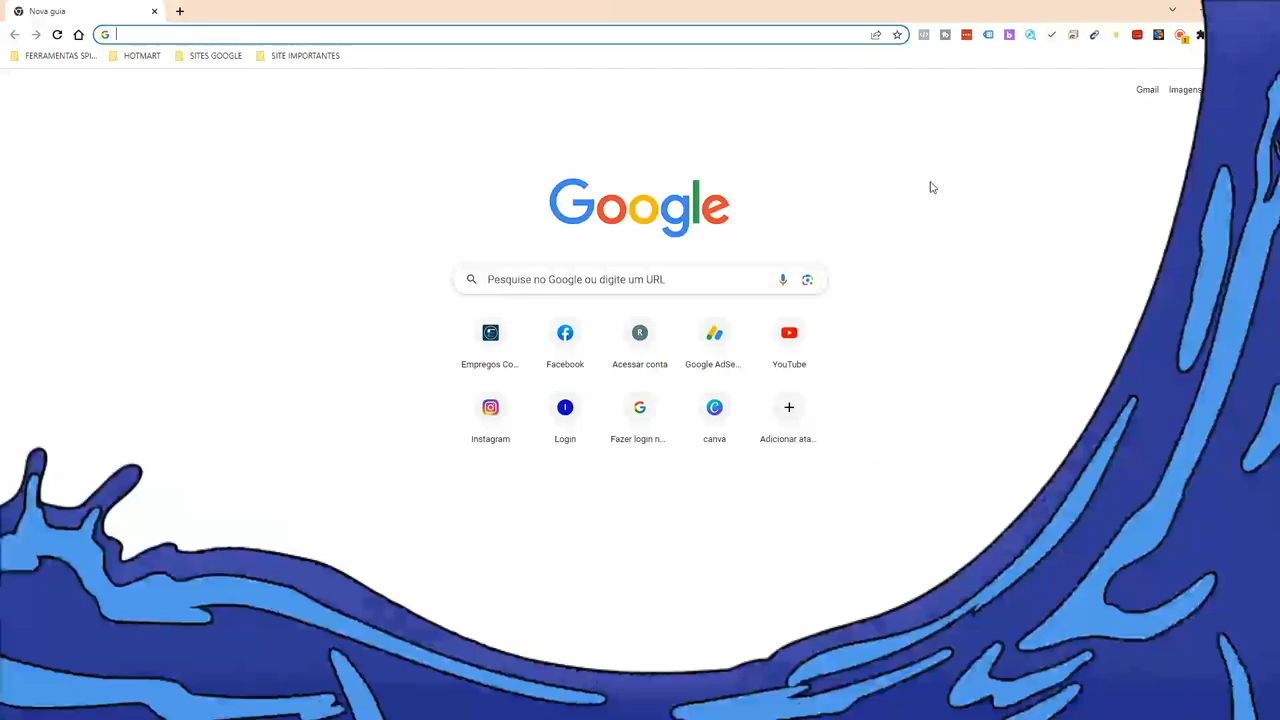 Nova guia
FERRAMENTAS SPI... HOTMART SITES GOOGLE SITE IMPORTANTES
Gmail Imagens
Google
Pesquise no Google ou digite um URL
Empregos Co... Facebook Acessar conta Google AdSe... YouTube
Instagram Login Fazer login n... canva Adicionar ata...